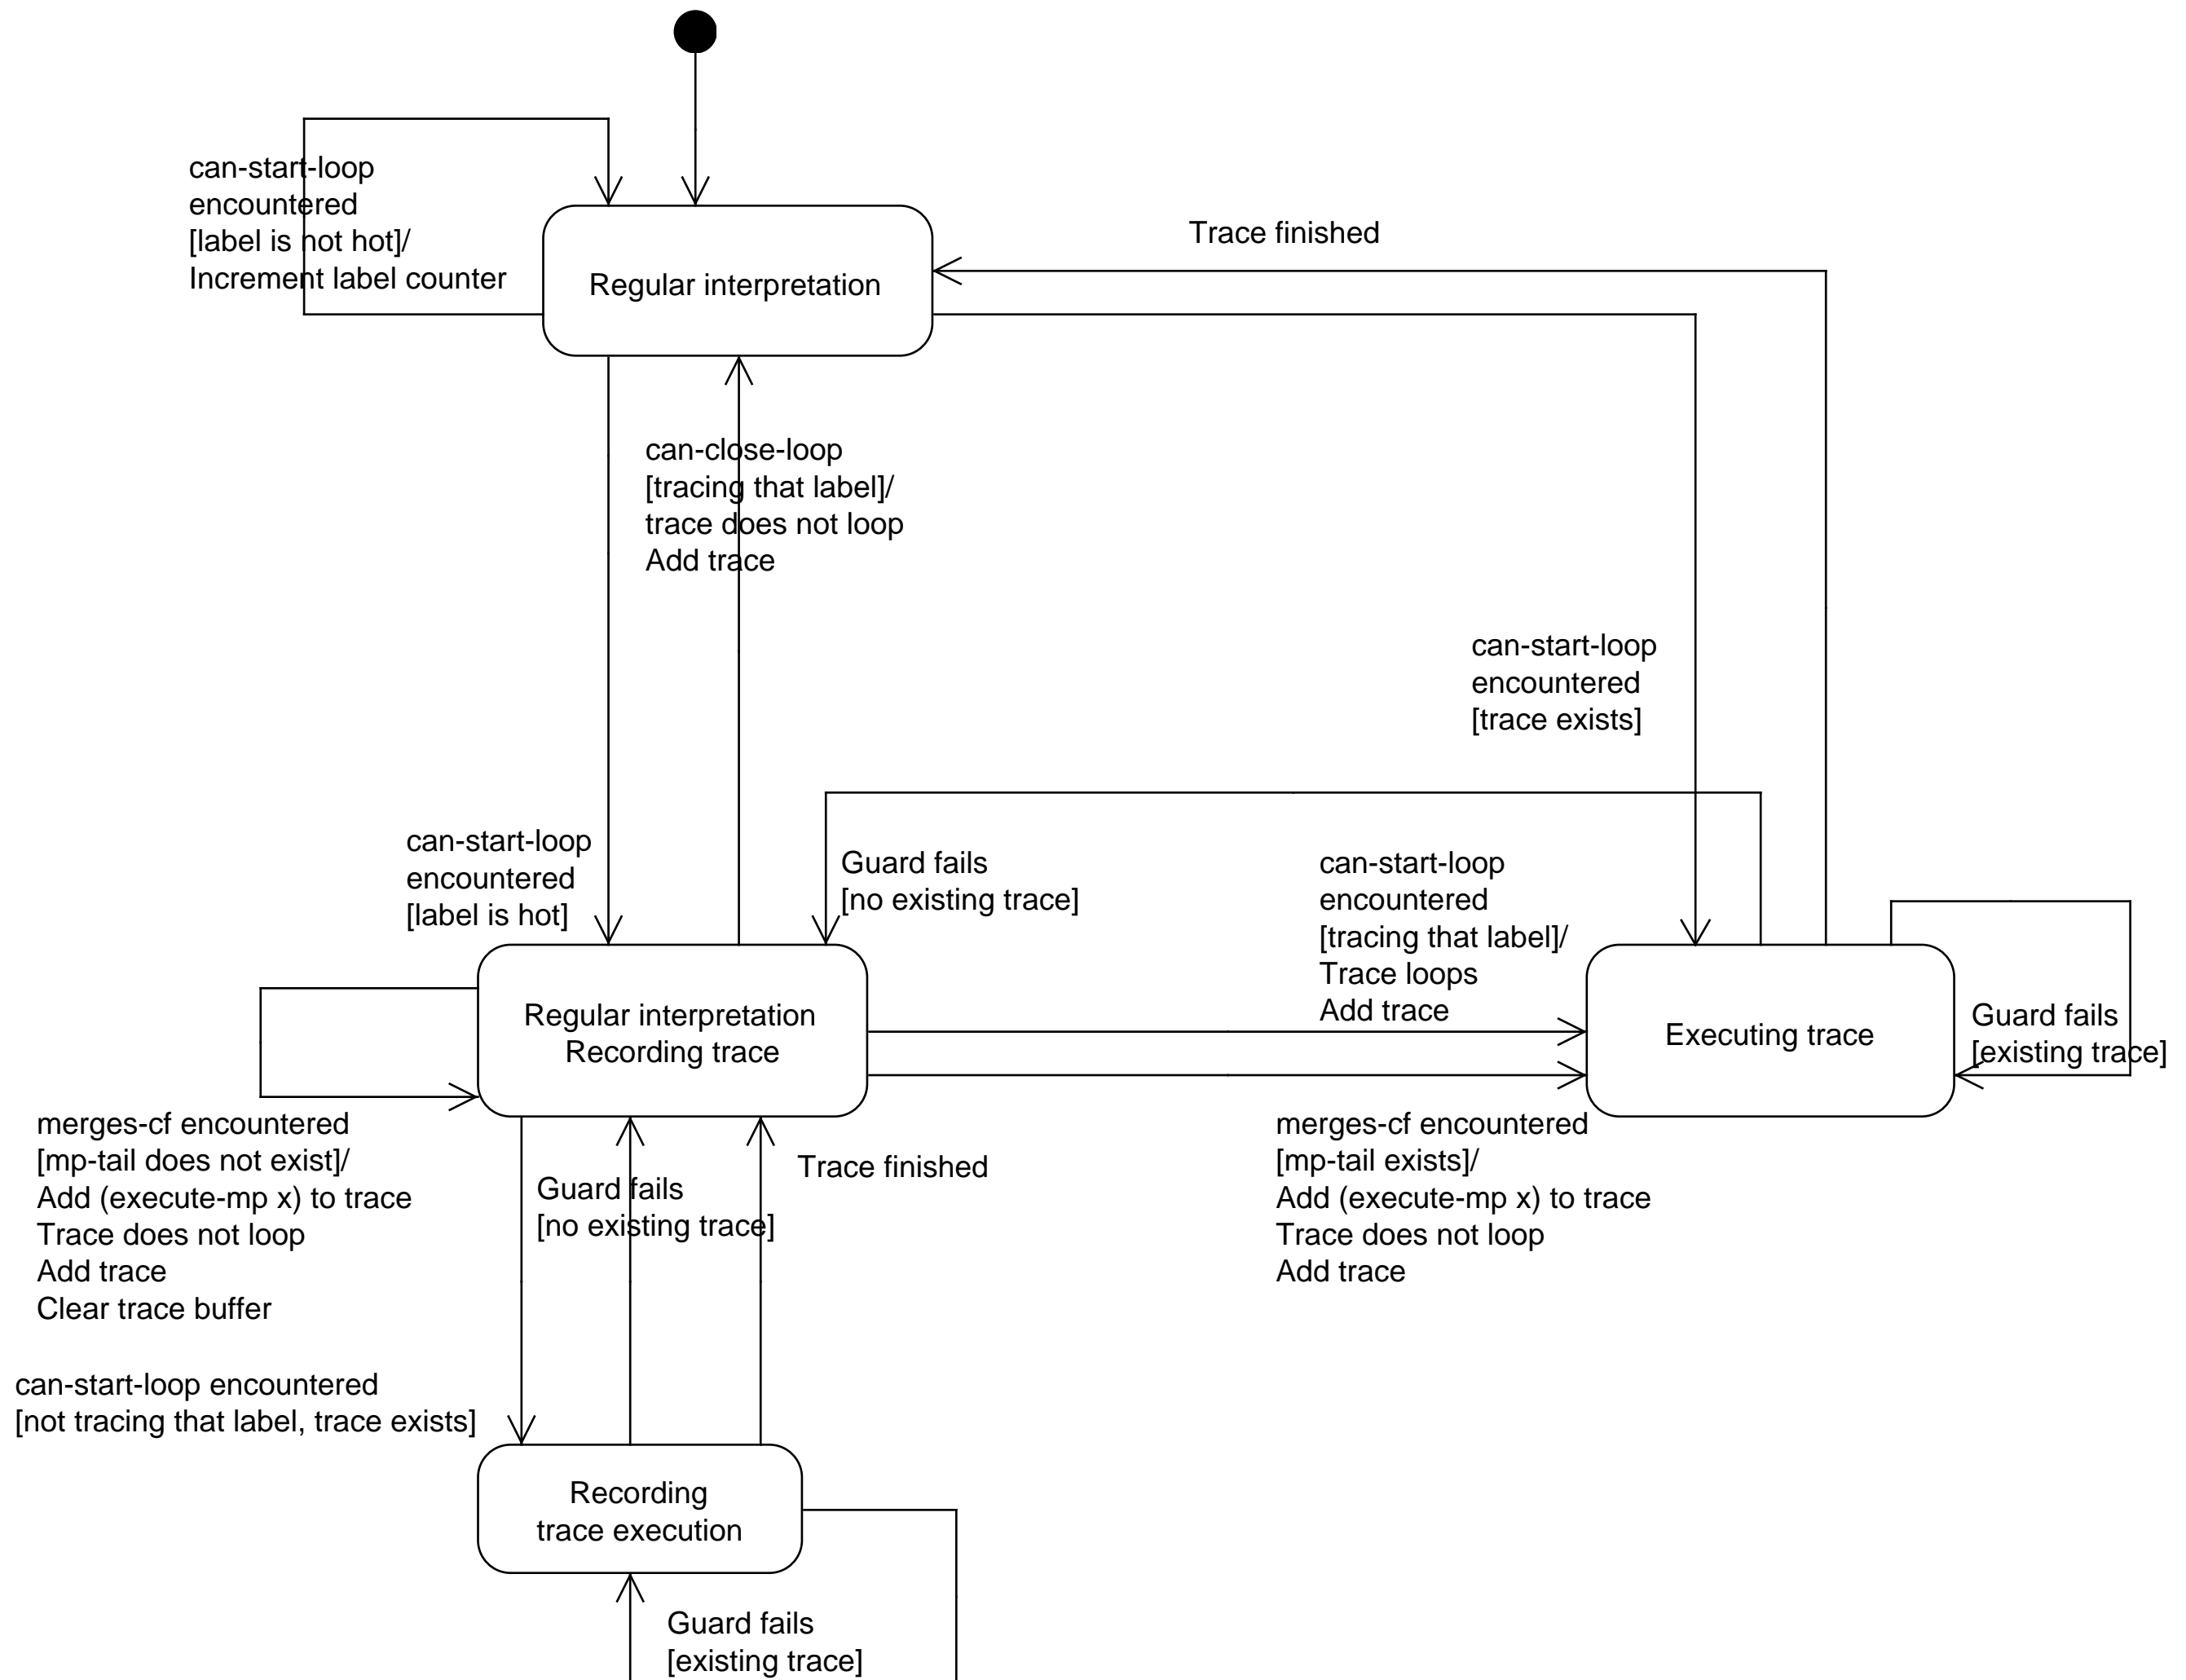 can-start-loop
encountered
[label is not hot]/
Increment label counter
Regular interpretation
Trace finished
can-close-loop
[tracing that label]/
trace does not loop
Add trace
can-start-loop
encountered
[trace exists]
can-start-loop
encountered
[label is hot]
Guard fails
[no existing trace]
can-start-loop
encountered
[tracing that label]/
Trace loops
Add trace
Regular interpretation
Recording trace
Executing trace
Guard fails
[existing trace]
merges-cf encountered
[mp-tail does not exist]/
Add (execute-mp x) to trace
Trace does not loop
Add trace
Clear trace buffer
Guard fails
[no existing trace]
Trace finished
merges-cf encountered
[mp-tail exists]/
Add (execute-mp x) to trace
Trace does not loop
Add trace
can-start-loop encountered
[not tracing that label, trace exists]
Recording
trace execution
Guard fails
[existing trace]